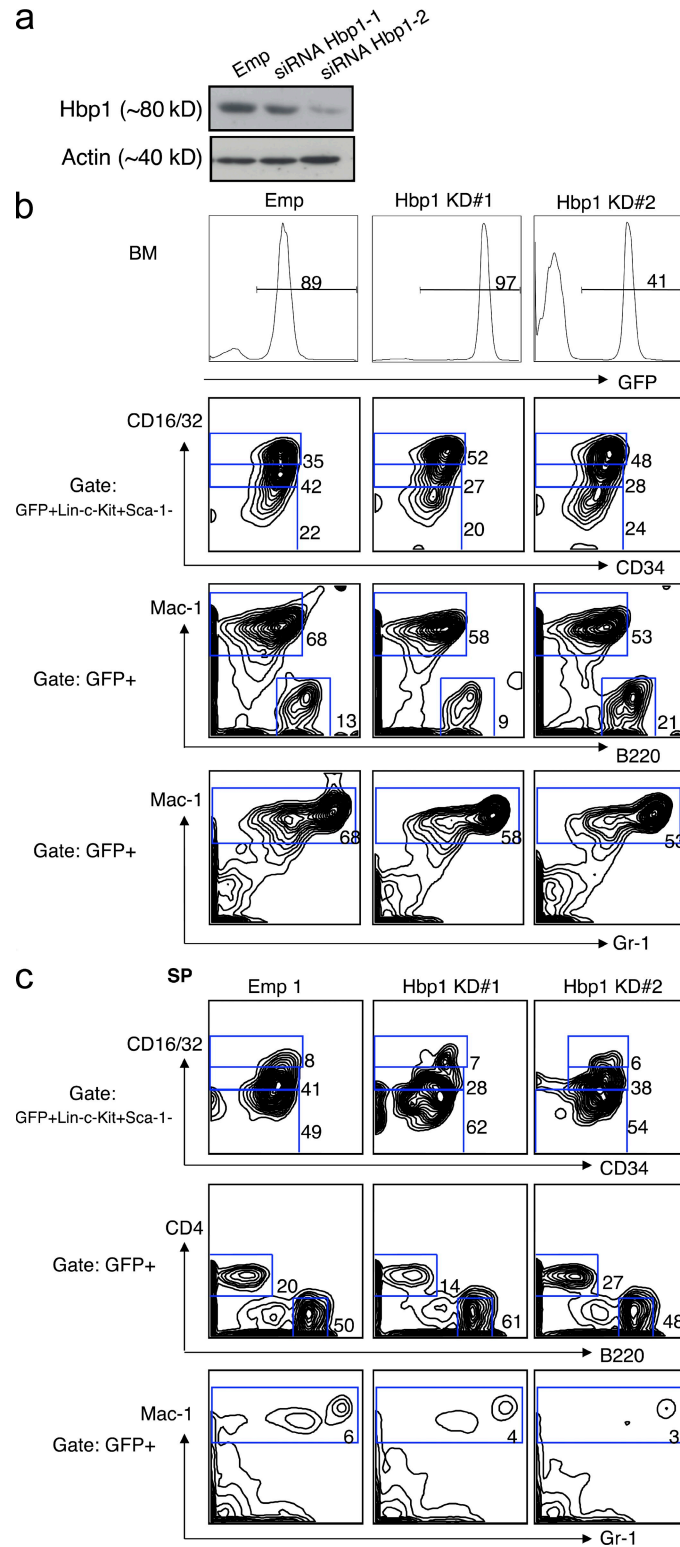 a
Emp
siRNA Hbp1-1
siRNA Hbp1-2
Hbp1 (~80 kD)
Actin (~40 kD)
b
Emp
Hbp1 KD#1
Hbp1 KD#2
BM
89
97
41
GFP
CD16/32
Gate:
GFP+Lin-c-Kit+Sca-1-
35
42
22
52
27
20
48
28
24
CD34
Mac-1
Gate: GFP+
68
13
58
9
53
21
B220
Mac-1
Gate: GFP+
68
58
53
Gr-1
c
SP
Emp 1
Hbp1 KD#1
Hbp1 KD#2
CD16/32
Gate:
GFP+Lin-c-Kit+Sca-1-
8
41
49
7
28
62
6
38
54
CD34
CD4
Gate: GFP+
20
50
14
61
27
48
B220
Mac-1
Gate: GFP+
6
4
3
Gr-1